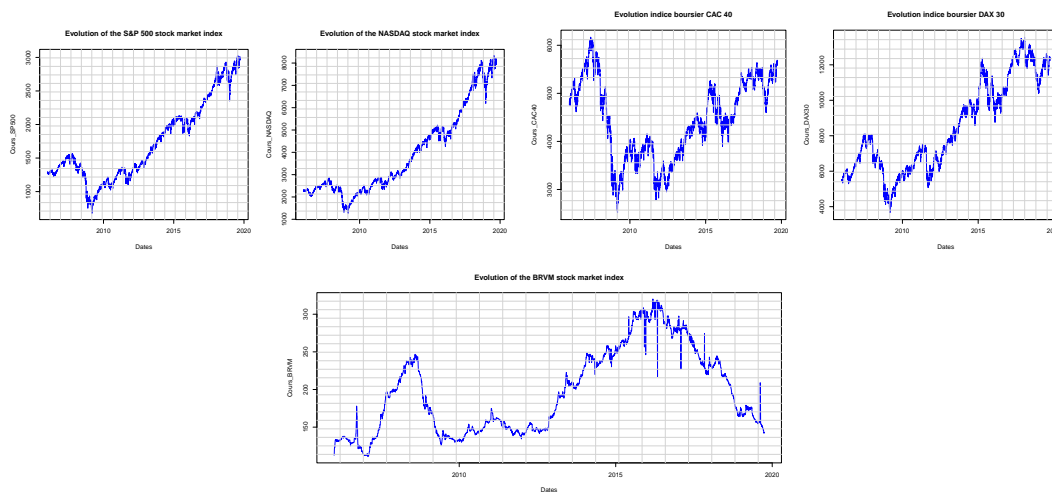 Evolution of the S&P 500 stock market index
Cours_SP500
3000
2500
2000
1500
1000
2010
2015
2020
Dates
Evolution of the NASDAQ stock market index
Cours_NASDAQ
8000
7000
6000
5000
4000
3000
2000
1000
2010
2015
2020
Dates
Evolution indice boursier CAC 40
Cours_CAC40
6000
5000
4000
3000
2010
2015
2020
Dates
Evolution indice boursier DAX 30
Cours_DAX30
12000
10000
8000
6000
4000
2010
2015
2020
Dates
Evolution of the BRVM stock market index
Cours_BRVM
300
250
200
150
2010
2015
2020
Dates